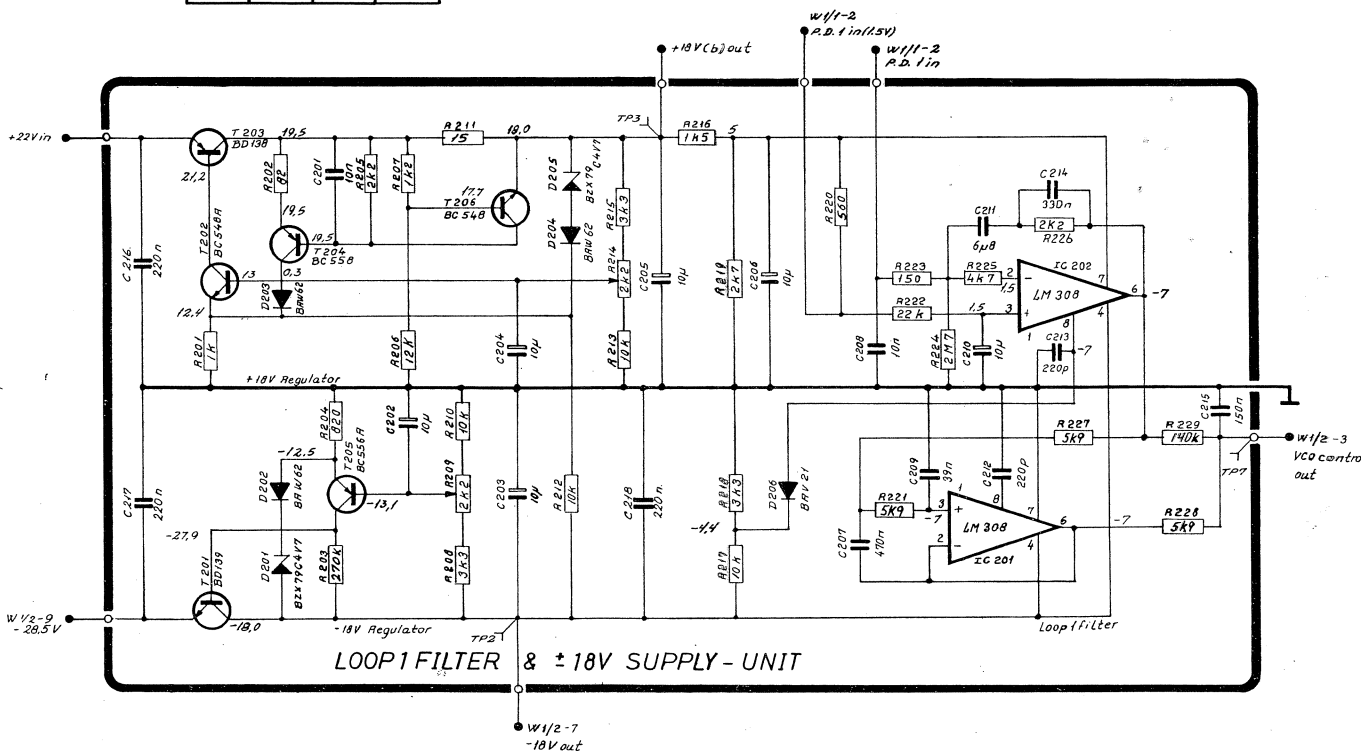 W1/1-2
P.D. 1 in (1.5V)
+18V(b) out
W1/1-2
P.D. 1 in
+22V in
T203
BD138
19,5
R211
15
18,0
TP3
R216
1k5
5
21,2
R202
82
C201
10n
R205
2k2
R207
1k2
17.7
T206
BC548
D205
BZX79C4V7
R215
3k3
R220
560
C214
330n
2k2
R226
C211
6µ8
T202
BC548A
19,5
19,5
T204
BC558
D204
BAW62
R214
2k2
C205
10µ
R219
2k7
C206
10µ
C216
220n
13
0,3
D203
BAW62
R223
150
R225
4k7
2
1,5
IC 202
LM 308
7
6
-7
R222
22k
1,5
3
4
8
1
12,4
R201
1k
R206
12k
C204
10µ
R213
10k
C208
10n
R224
2M7
C210
10µ
C213
220p
-7
+18V Regulator
C202
10µ
R204
820
R210
10k
R227
5k9
R229
140k
C215
150n
W1/2-3
VCO control
out
TP7
-12.5
T205
BC556A
D202
BAW62
R209
2k2
-13,1
C203
10µ
R212
10k
C218
220n
R218
3k3
D206
BAV21
C209
39n
C212
220p
C217
220n
R221
5k9
3
-7
1
8
7
2
LM 308
IC 201
6
4
-7
R228
5k9
-27,9
T201
BD139
D201
BZX79C4V7
R203
270k
R208
3k3
-4,4
R217
10k
C207
470n
W1/2-9
-28.5V
-18,0
-18V Regulator
TP2
Loop 1 filter
LOOP 1 FILTER & ±18V SUPPLY-UNIT
W1/2-7
-18V out